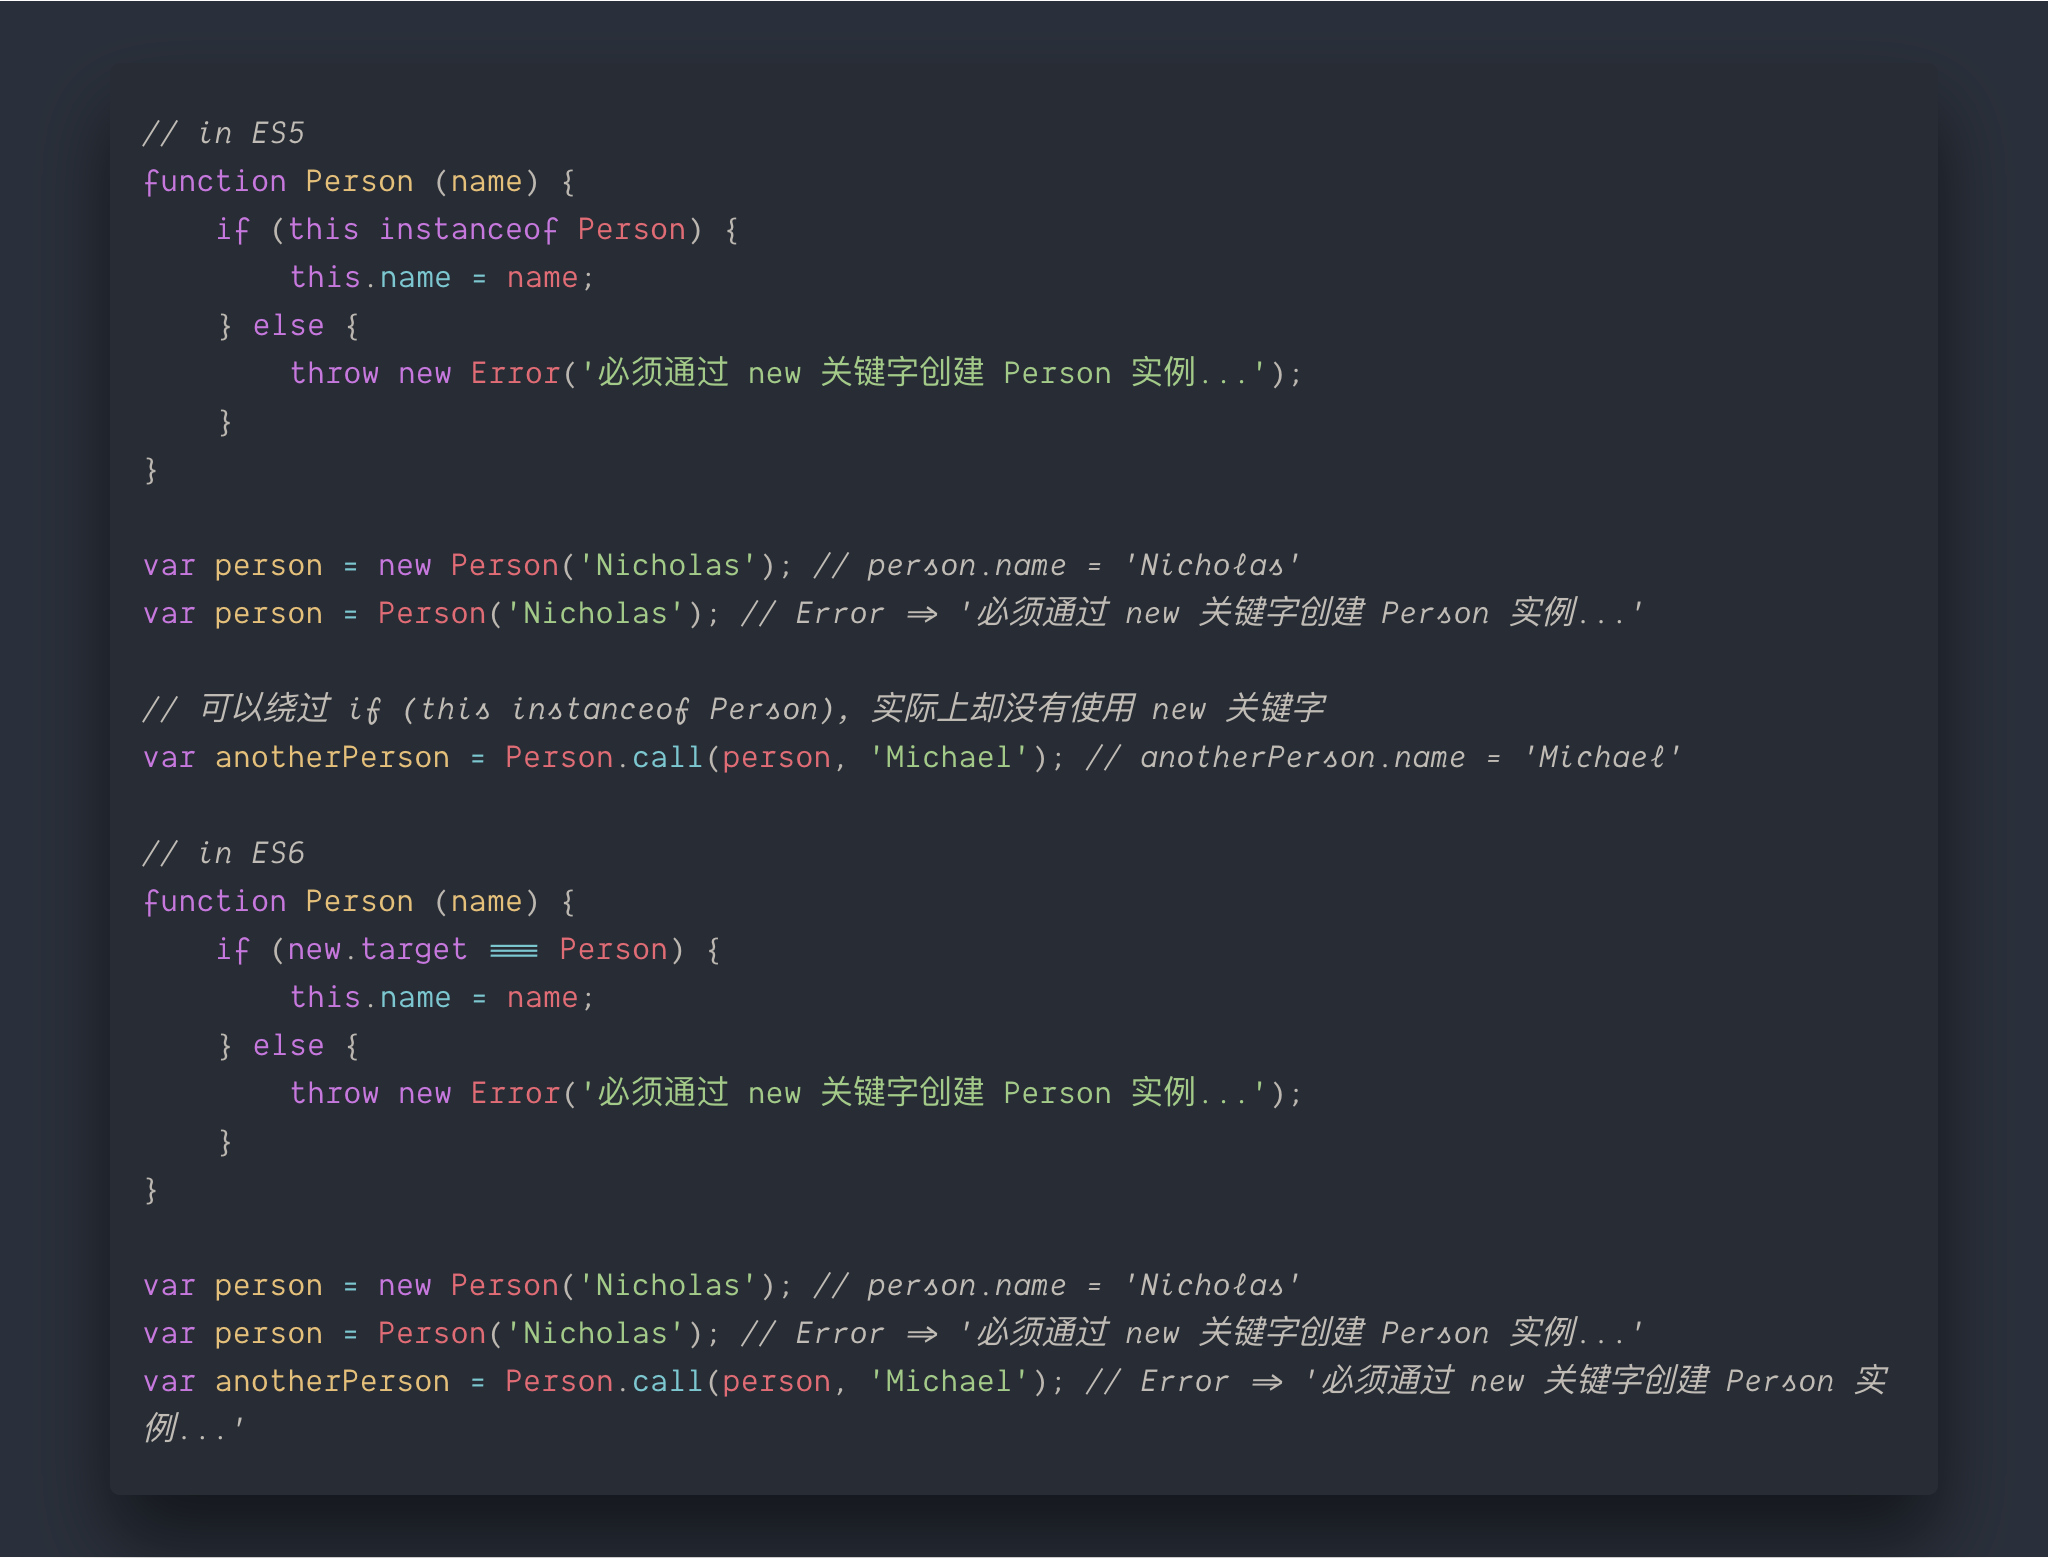 // in ES5
function Person (name) {
    if (this instanceof Person) {
        this.name = name;
    } else {
        throw new Error('必须通过 new 关键字创建 Person 实例...');
    }
}

var person = new Person('Nicholas'); // person.name = 'Nicholas'
var person = Person('Nicholas'); // Error => '必须通过 new 关键字创建 Person 实例...'

// 可以绕过 if (this instanceof Person), 实际上却没有使用 new 关键字
var anotherPerson = Person.call(person, 'Michael'); // anotherPerson.name = 'Michael'

// in ES6
function Person (name) {
    if (new.target === Person) {
        this.name = name;
    } else {
        throw new Error('必须通过 new 关键字创建 Person 实例...');
    }
}

var person = new Person('Nicholas'); // person.name = 'Nicholas'
var person = Person('Nicholas'); // Error => '必须通过 new 关键字创建 Person 实例...'
var anotherPerson = Person.call(person, 'Michael'); // Error => '必须通过 new 关键字创建 Person 实
例...'